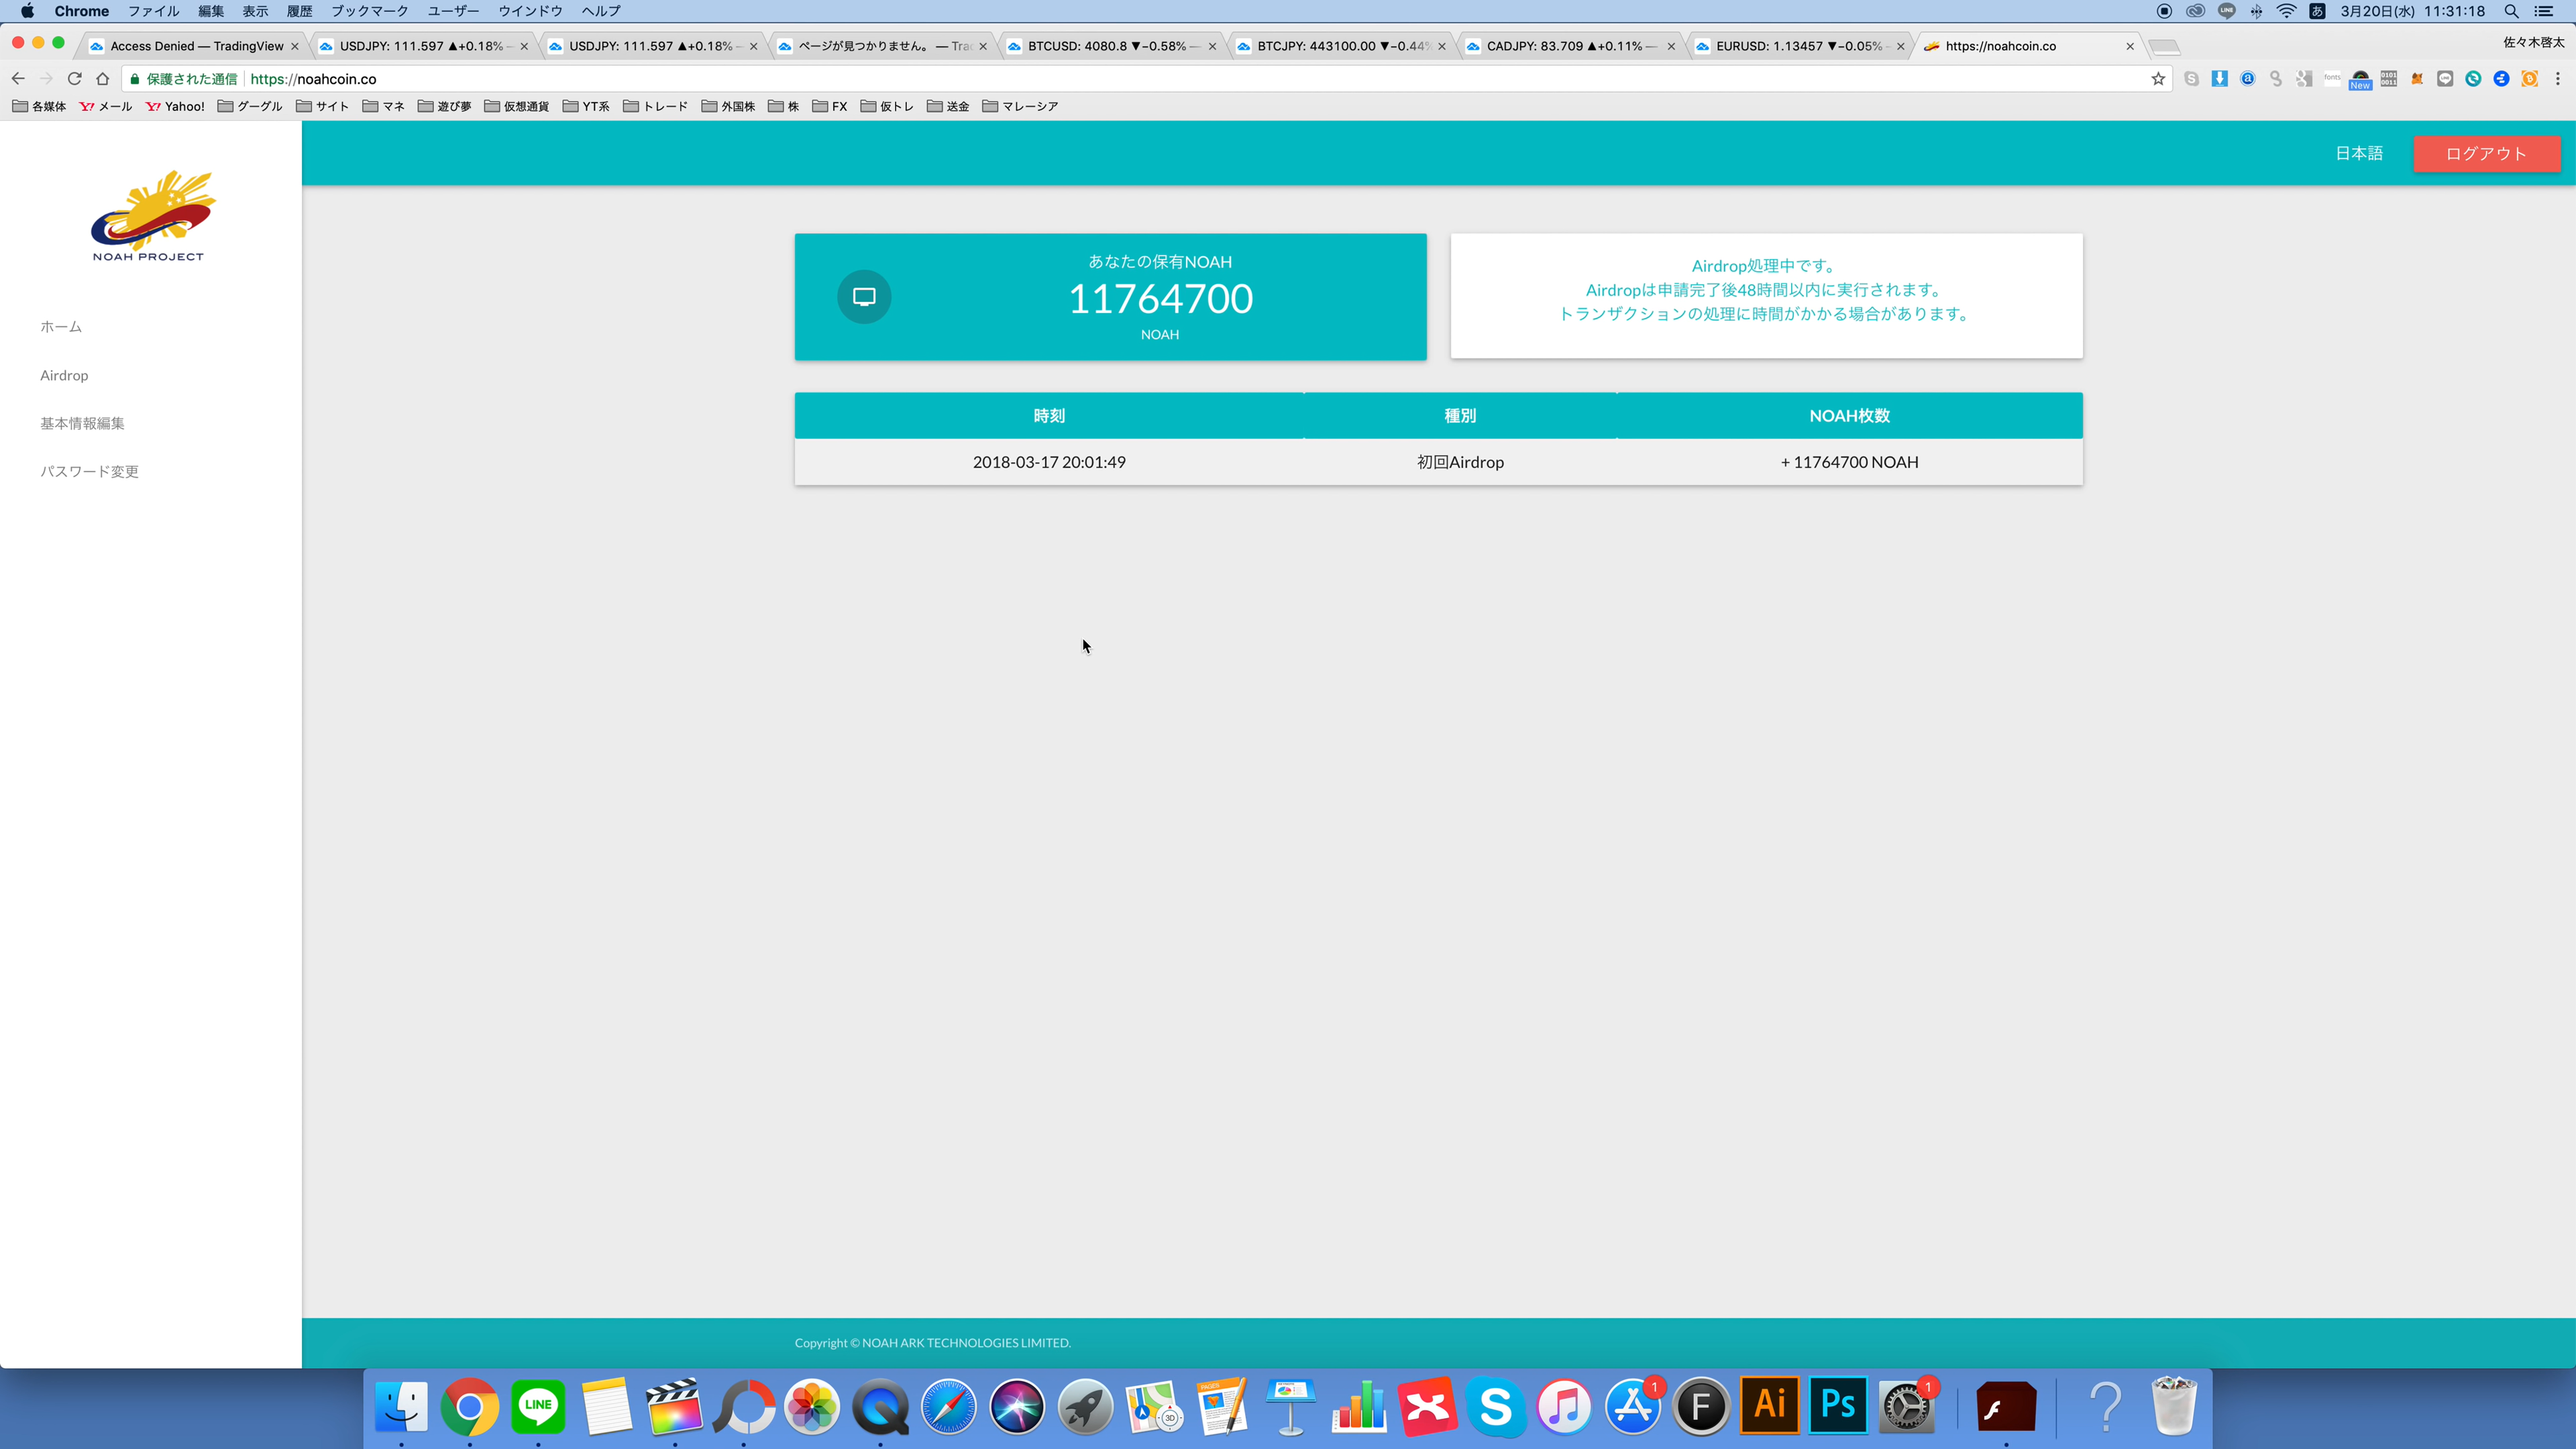 Chrome ファイル 編集 表示 履歴 ブックマーク ユーザー ウインドウ ヘルプ LINE あ 3月20日(水) 11:31:18
Access Denied — TradingView USDJPY: 111.597 ▲+0.18% USDJPY: 111.597 ▲+0.18% ページが見つかりません。 — Tra BTCUSD: 4080.8 ▼−0.58% — BTCJPY: 443100.00 ▼−0.44% CADJPY: 83.709 ▲+0.11% — EURUSD: 1.13457 ▼−0.05% https://noahcoin.co 佐々木啓太
保護された通信 https://noahcoin.co fonts New
各媒体 Y! メール Y! Yahoo! グーグル サイト マネ 遊び夢 仮想通貨 YT系 トレード 外国株 株 FX 仮トレ 送金 マレーシア
日本語 ログアウト
NOAH PROJECT
ホーム
Airdrop
基本情報編集
パスワード変更
あなたの保有NOAH
11764700
NOAH
Airdrop処理中です。
Airdropは申請完了後48時間以内に実行されます。
トランザクションの処理に時間がかかる場合があります。
時刻 種別 NOAH枚数
2018-03-17 20:01:49 初回Airdrop + 11764700 NOAH
Copyright © NOAH ARK TECHNOLOGIES LIMITED.
LINE 3D PAGES S 1 F Ai Ps 1 ?